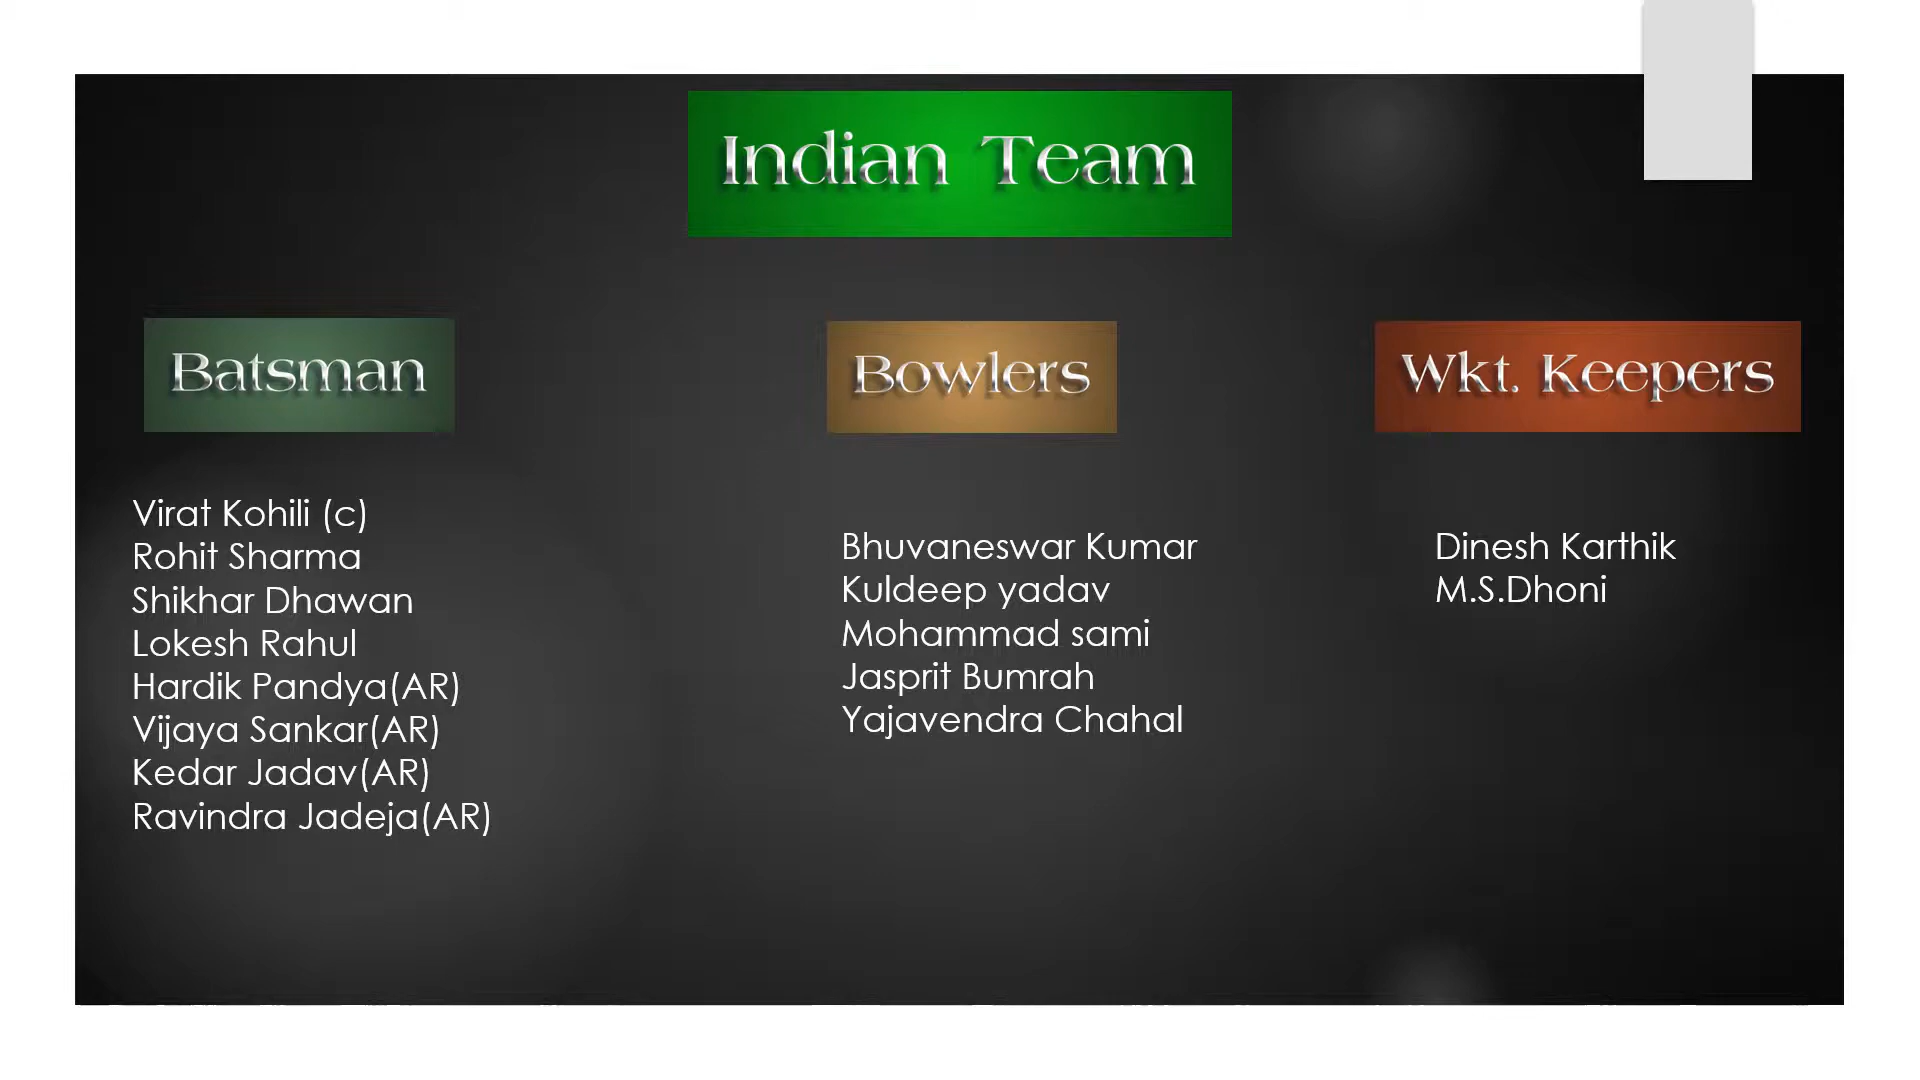 Indian Team
Batsman
Virat Kohili (c)
Rohit Sharma
Shikhar Dhawan
Lokesh Rahul
Hardik Pandya(AR)
Vijaya Sankar(AR)
Kedar Jadav(AR)
Ravindra Jadeja(AR)
Bowlers
Bhuvaneswar Kumar
Kuldeep yadav
Mohammad sami
Jasprit Bumrah
Yajavendra Chahal
Wkt. Keepers
Dinesh Karthik
M.S.Dhoni